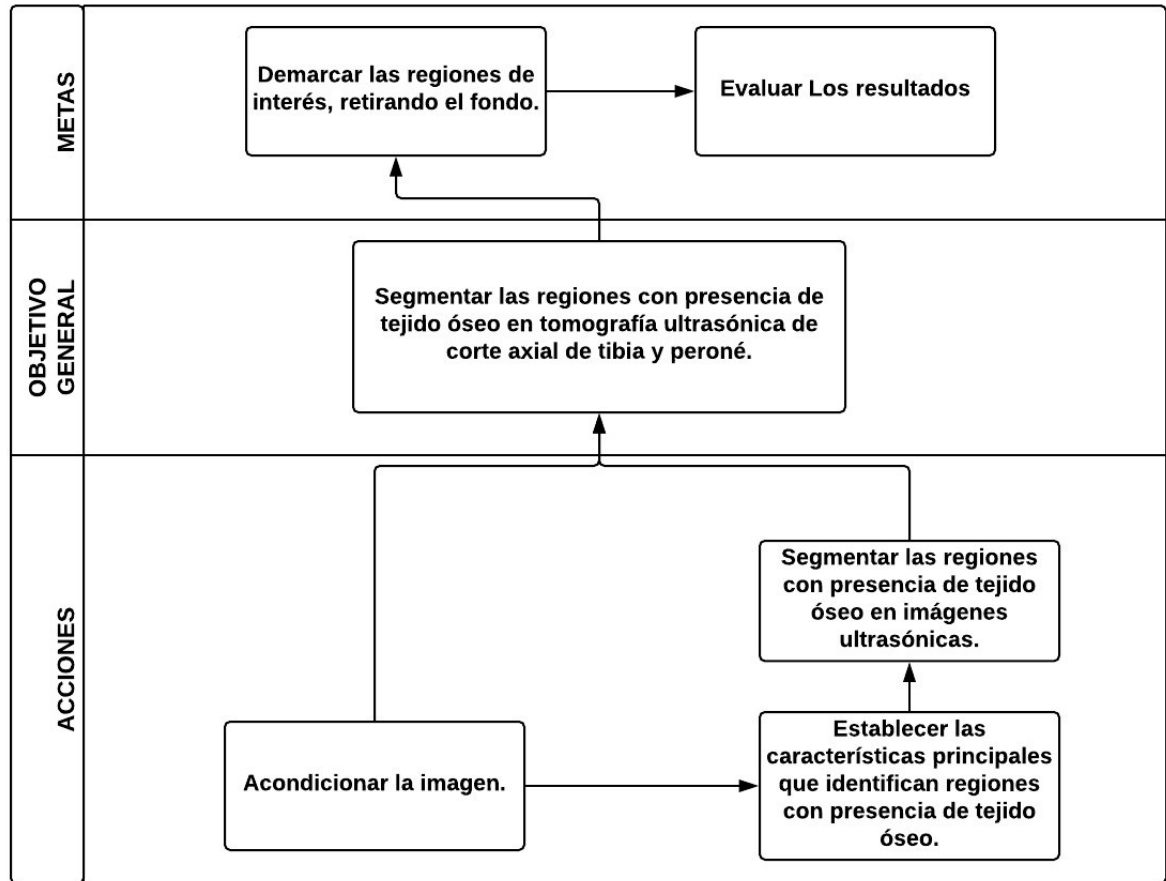 METAS
Demarcar las regiones de
interés, retirando el fondo.
Evaluar Los resultados
OBJETIVO
GENERAL
Segmentar las regiones con presencia de
tejido óseo en tomografía ultrasónica de
corte axial de tibia y peroné.
ACCIONES
Segmentar las regiones
con presencia de tejido
óseo en imágenes
ultrasónicas.
Acondicionar la imagen.
Establecer las
características principales
que identifican regiones
con presencia de tejido
óseo.